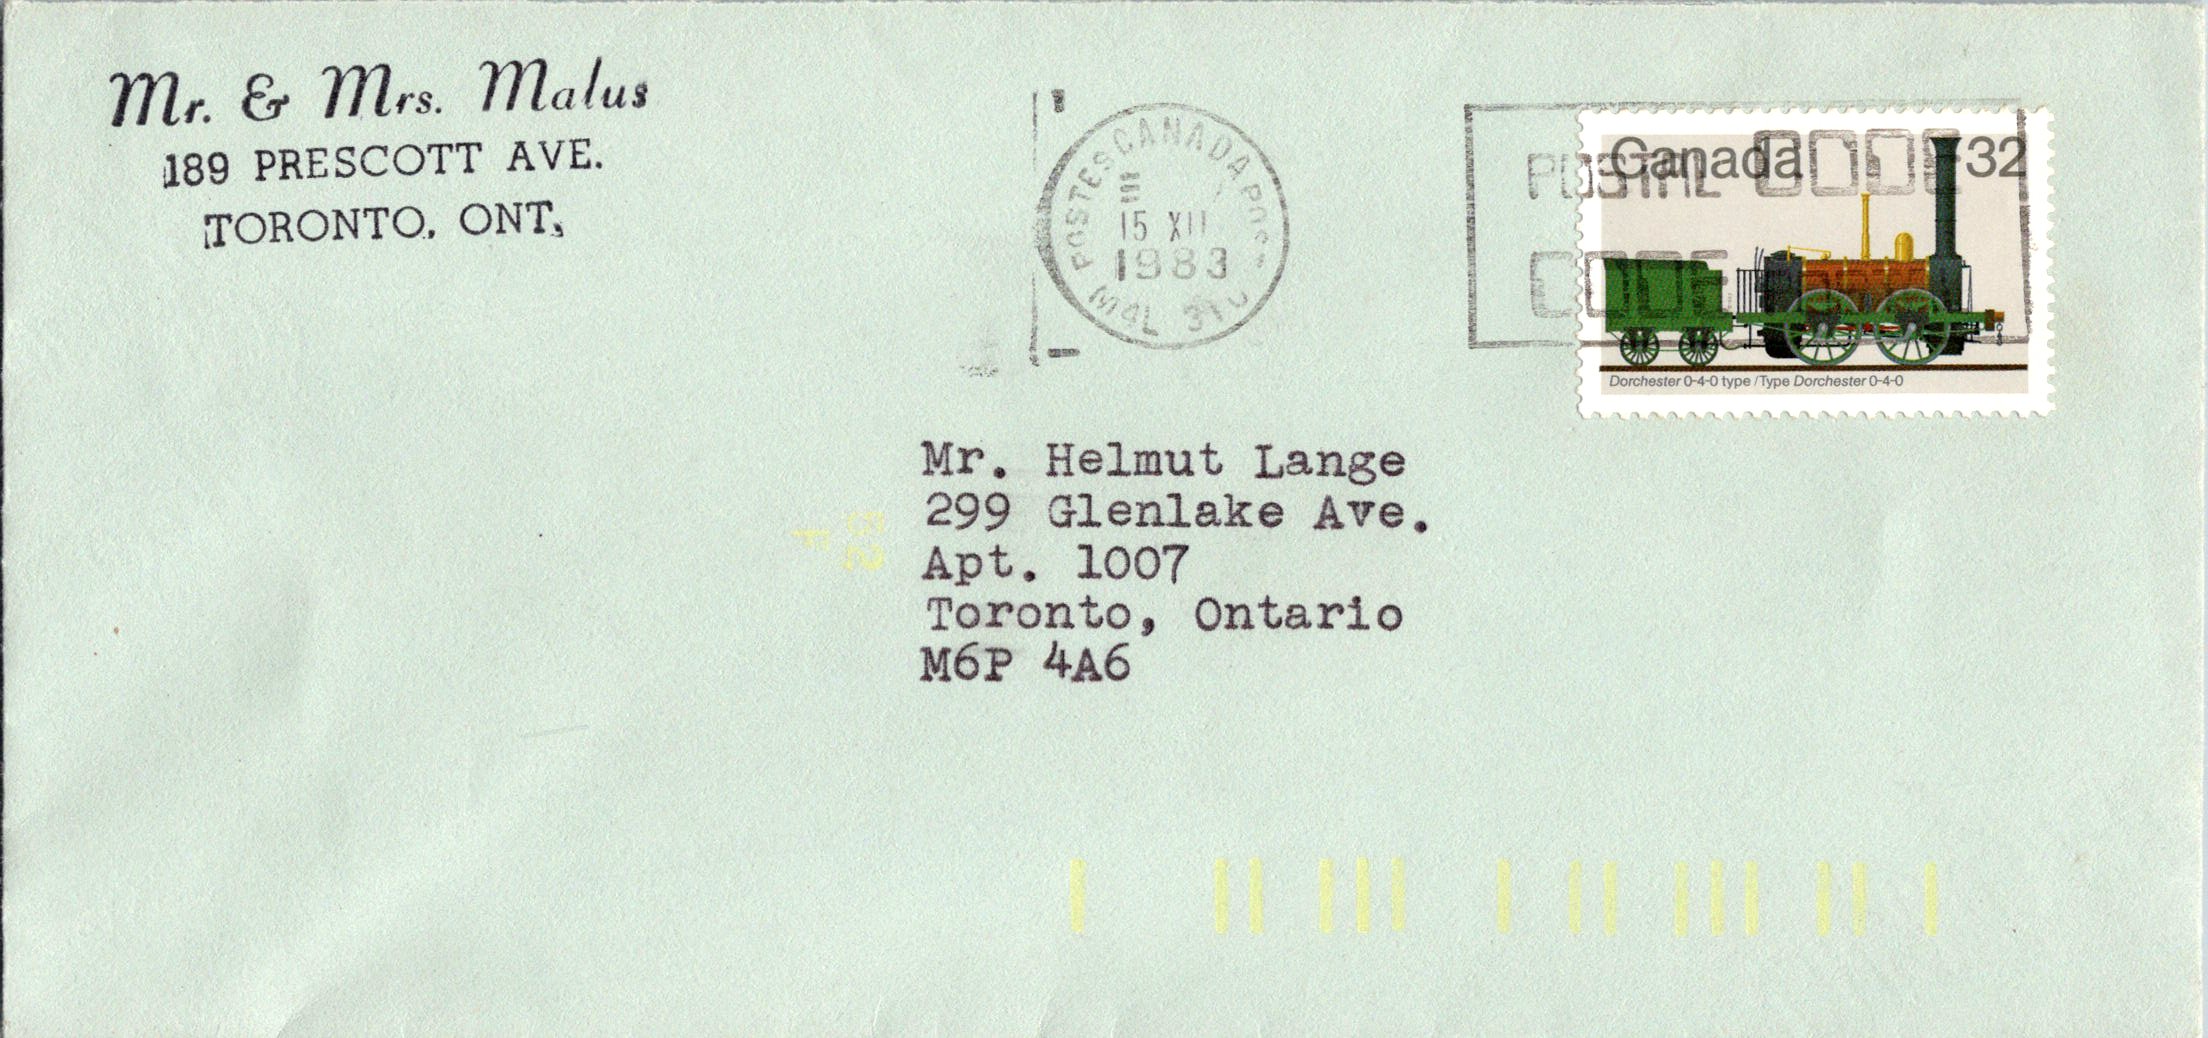 Mr. & Mrs. Malus
189 PRESCOTT AVE.
TORONTO, ONT.
POSTES CANADA POST
15 XII
1983
M4L
POSTAL CODE
CODE
Canada 32
Dorchester 0-4-0 type / Type Dorchester 0-4-0
Mr. Helmut Lange
299 Glenlake Ave.
Apt. 1007
Toronto, Ontario
M6P 4A6